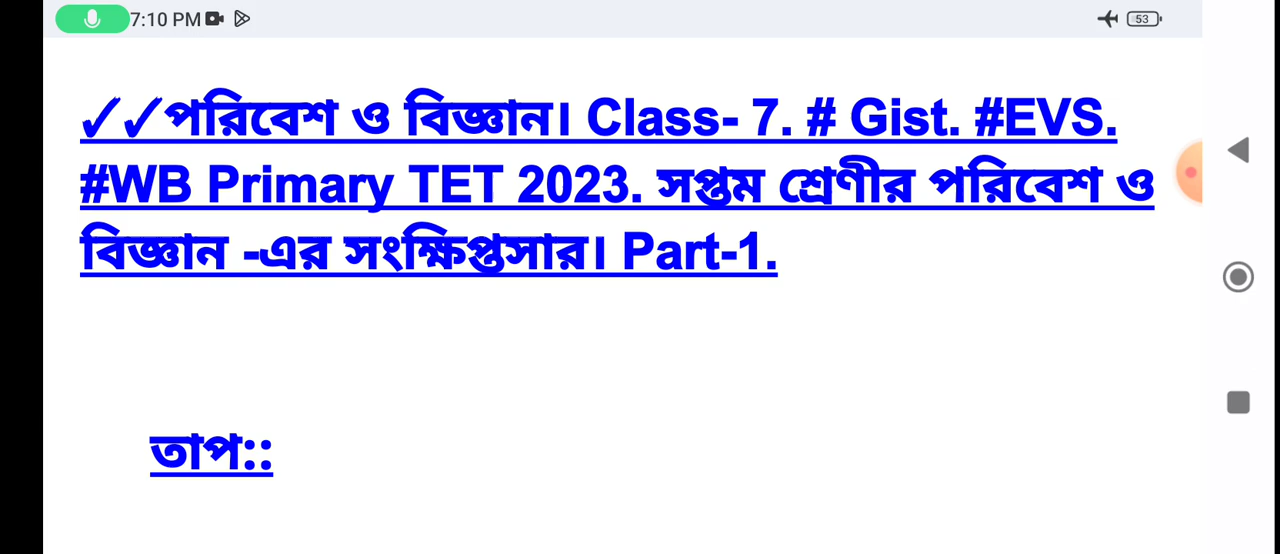 7:10 PM
53
✓✓পরিবেশ ও বিজ্ঞান। Class- 7. # Gist. #EVS.
#WB Primary TET 2023. সপ্তম শ্রেণীর পরিবেশ ও
বিজ্ঞান -এর সংক্ষিপ্তসার। Part-1.
তাপ::